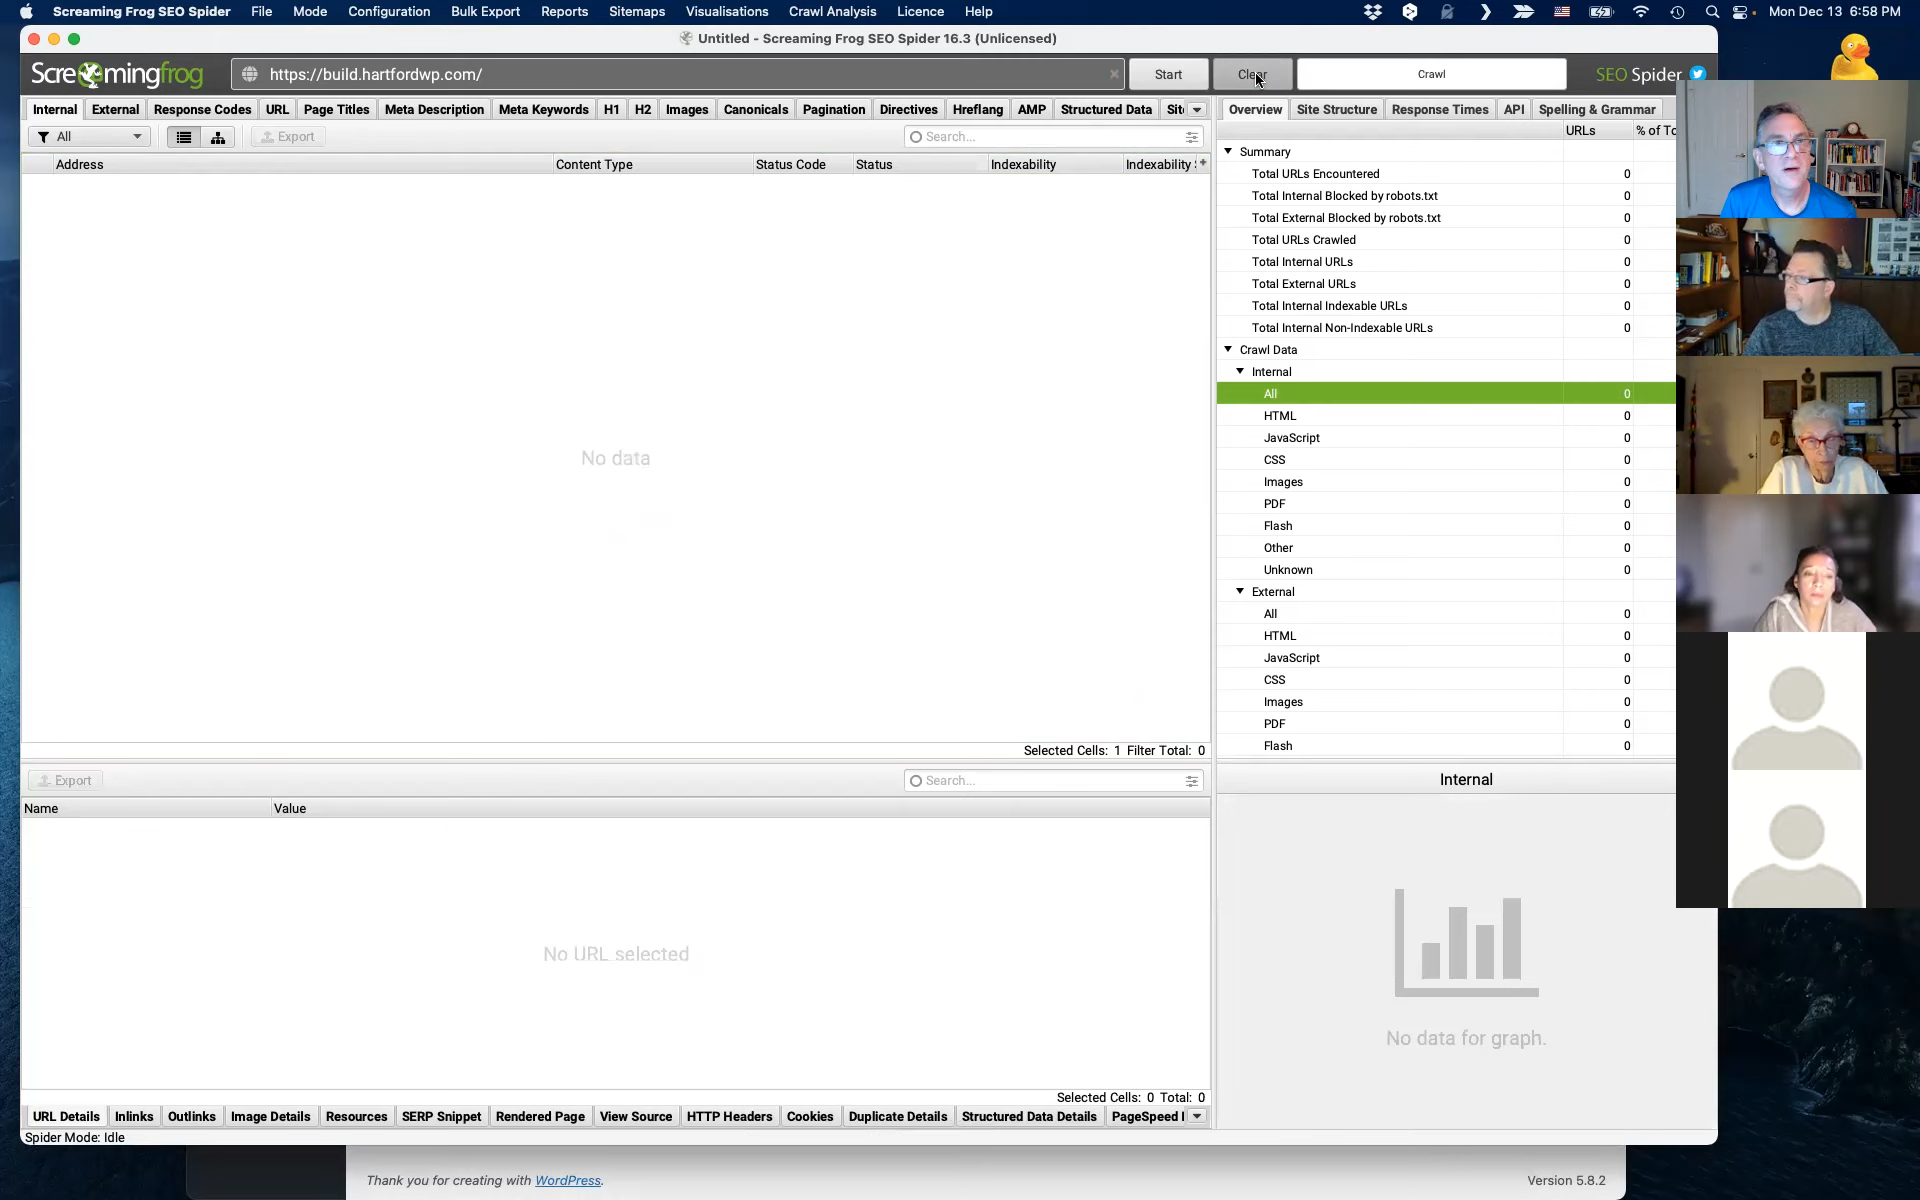 Screaming Frog SEO Spider File Mode Configuration Bulk Export Reports Sitemaps Visualisations Crawl Analysis Licence Help Mon Dec 13 6:58 PM
Untitled - Screaming Frog SEO Spider 16.3 (Unlicensed)
Screamingfrog https://build.hartfordwp.com/ Start Clear Crawl SEO Spider
Internal External Response Codes URL Page Titles Meta Description Meta Keywords H1 H2 Images Canonicals Pagination Directives Hreflang AMP Structured Data Sit
Overview Site Structure Response Times API Spelling & Grammar
All Export Search...
URLs % of To
Address Content Type Status Code Status Indexability Indexability
No data
Selected Cells: 1 Filter Total: 0
Summary
Total URLs Encountered 0
Total Internal Blocked by robots.txt 0
Total External Blocked by robots.txt 0
Total URLs Crawled 0
Total Internal URLs 0
Total External URLs 0
Total Internal Indexable URLs 0
Total Internal Non-Indexable URLs 0
Crawl Data
Internal
All 0
HTML 0
JavaScript 0
CSS 0
Images 0
PDF 0
Flash 0
Other 0
Unknown 0
External
All 0
HTML 0
JavaScript 0
CSS 0
Images 0
PDF 0
Flash 0
Export Search...
Name Value
No URL selected
Selected Cells: 0 Total: 0
Internal
No data for graph.
URL Details Inlinks Outlinks Image Details Resources SERP Snippet Rendered Page View Source HTTP Headers Cookies Duplicate Details Structured Data Details PageSpeed
Spider Mode: Idle
Thank you for creating with WordPress. Version 5.8.2